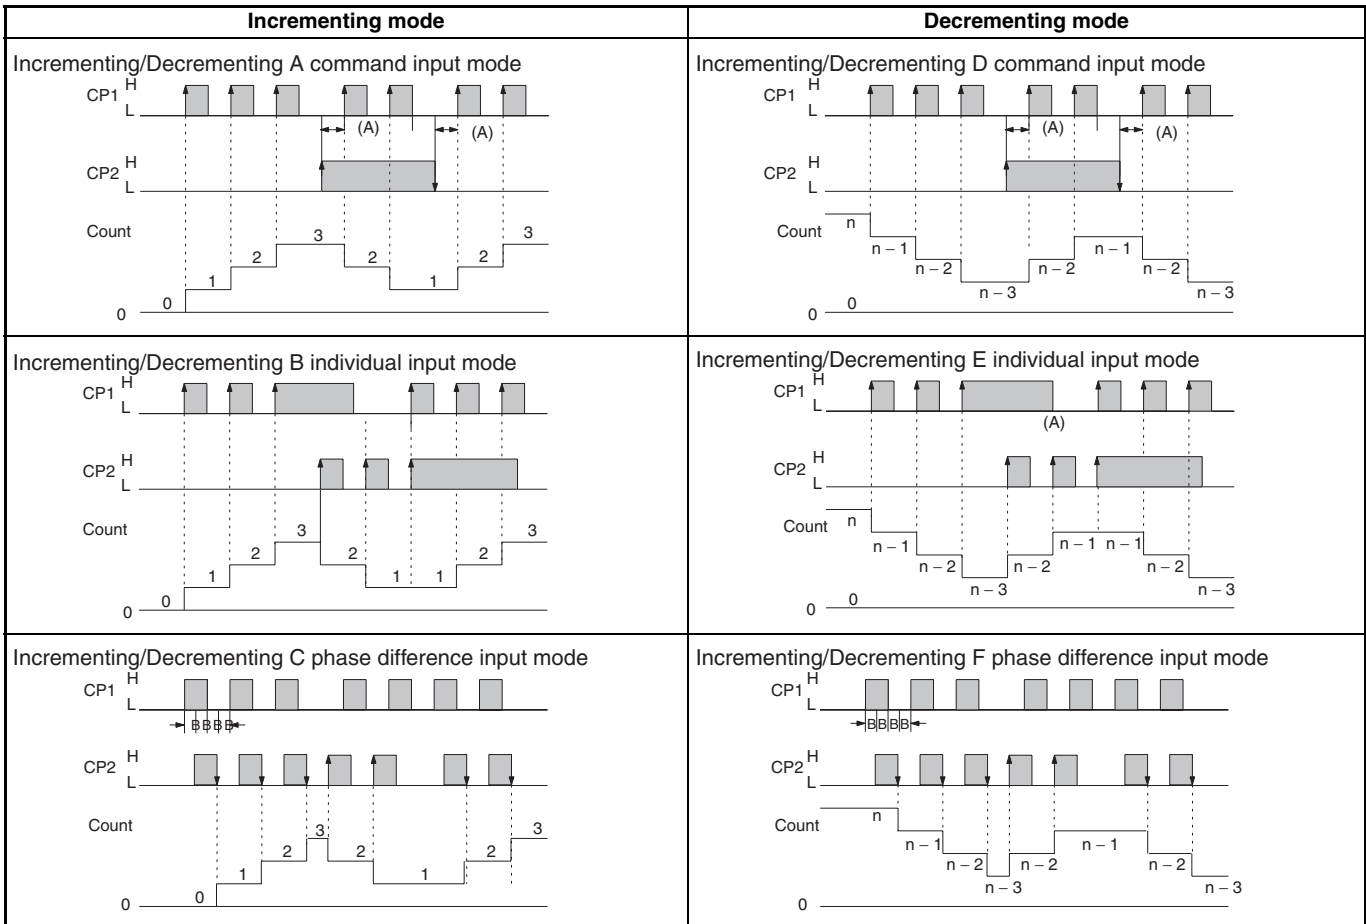 Incrementing mode
Decrementing mode
Incrementing/Decrementing A command input mode
CP1 H
L
(A)
(A)
CP2 H
L
Count
0
0
1
2
3
2
1
2
3
Incrementing/Decrementing D command input mode
CP1 H
L
(A)
(A)
CP2 H
L
Count
n
n – 1
n – 2
n – 3
n – 2
n – 1
n – 2
n – 3
0
0
Incrementing/Decrementing B individual input mode
CP1 H
L
CP2 H
L
Count
0
0
1
2
3
2
1
1
2
3
Incrementing/Decrementing E individual input mode
CP1 H
L
(A)
CP2 H
L
Count
n
n – 1
n – 2
n – 3
n – 2
n – 1
n – 1
n – 2
n – 3
0
0
Incrementing/Decrementing C phase difference input mode
CP1 H
L
B B B B
CP2 H
L
Count
0
0
1
2
3
2
1
2
3
Incrementing/Decrementing F phase difference input mode
CP1 H
L
B B B B
CP2 H
L
Count
n
n – 1
n – 2
n – 3
n – 2
n – 1
n – 2
n – 3
0